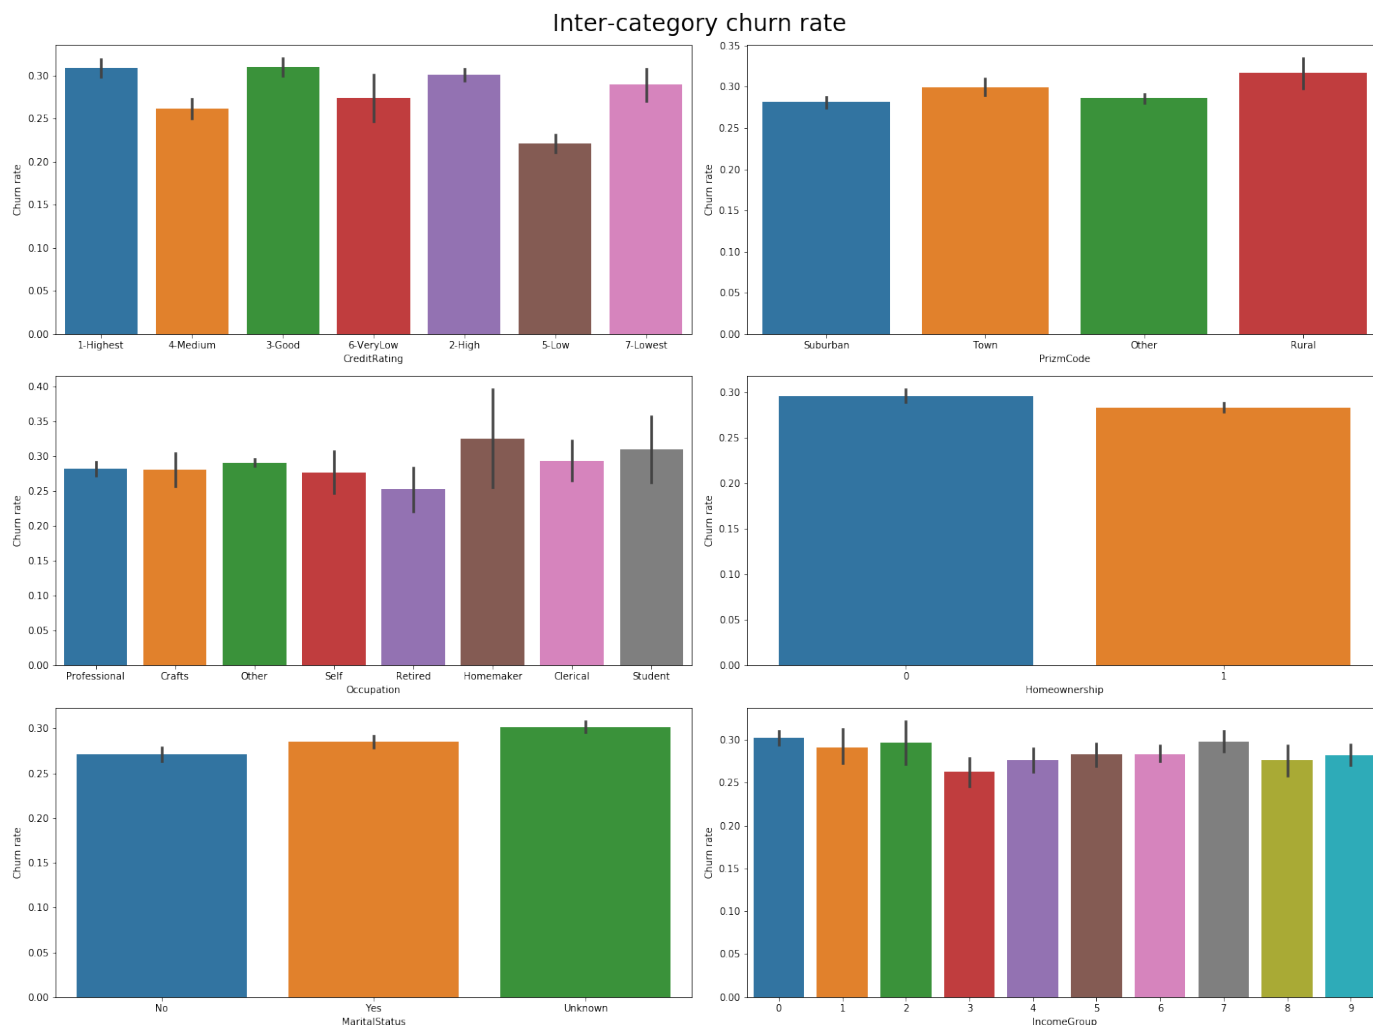 Inter-category churn rate
Churn rate
0.30
0.25
0.20
0.15
0.10
0.05
0.00
1-Highest 4-Medium 3-Good 6-VeryLow 2-High 5-Low 7-Lowest
CreditRating
Churn rate
0.35
0.30
0.25
0.20
0.15
0.10
0.05
0.00
Suburban Town Other Rural
PrizmCode
Churn rate
0.40
0.35
0.30
0.25
0.20
0.15
0.10
0.05
0.00
Professional Crafts Other Self Retired Homemaker Clerical Student
Occupation
Churn rate
0.30
0.25
0.20
0.15
0.10
0.05
0.00
0 1
Homeownership
Churn rate
0.30
0.25
0.20
0.15
0.10
0.05
0.00
No Yes Unknown
MaritalStatus
Churn rate
0.30
0.25
0.20
0.15
0.10
0.05
0.00
0 1 2 3 4 5 6 7 8 9
IncomeGroup